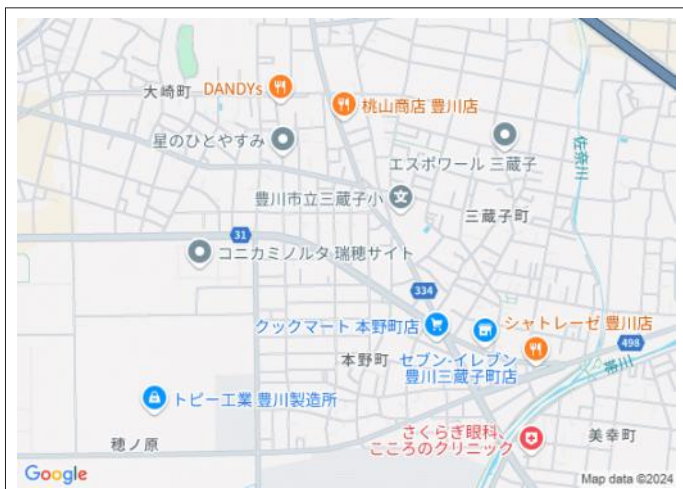 大崎町
DANDYs
桃山商店 豊川店
星のひとやすみ
エスポワール 三蔵子
佐奈川
豊川市立三蔵子小
三蔵子町
31
コニカミノルタ 瑞穂サイト
334
クックマート 本野町店
シャトレーゼ 豊川店
498
本野町
セブン-イレブン
豊川三蔵子町店
トピー工業 豊川製造所
さくらぎ眼科、
こころのクリニック
穂ノ原
美幸町
Google
Map data ©2024